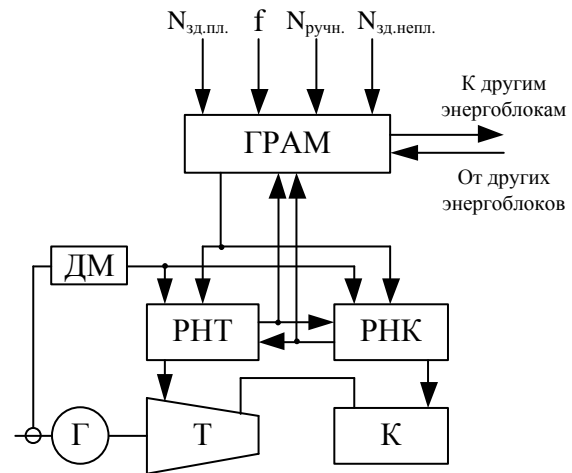 Nзд.пл. f Nручн. Nзд.непл.
К другим
энергоблокам
ГРАМ
От других
энергоблоков
ДМ
РНТ РНК
Г Т К